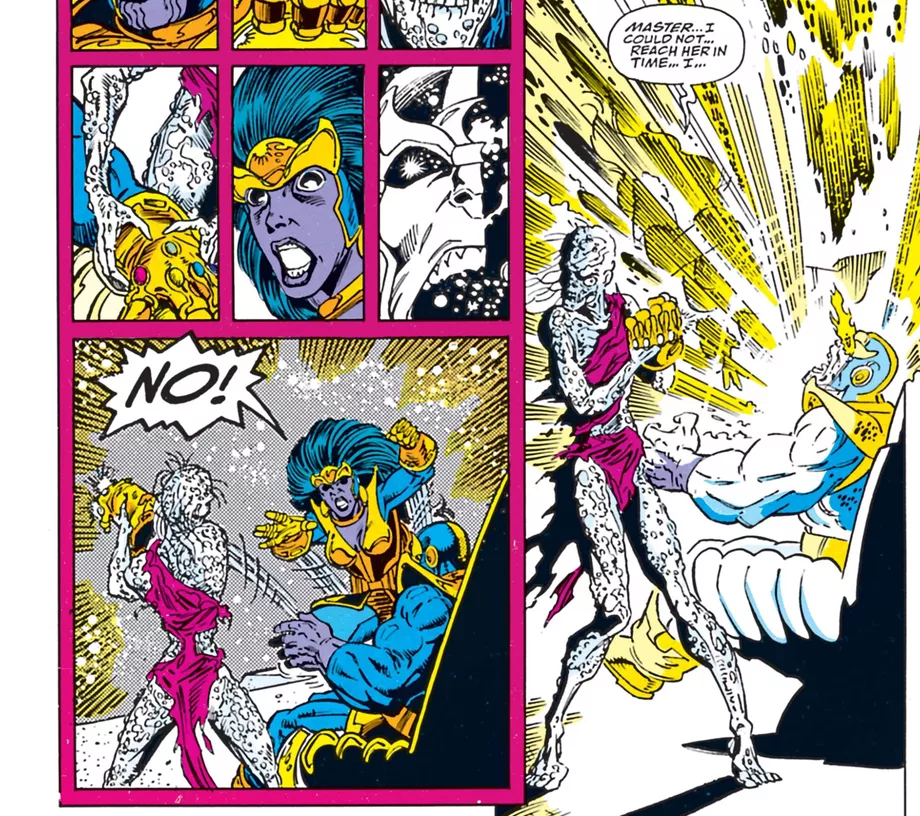 NO!
MASTER...I
COULD NOT...
REACH HER IN
TIME... I...